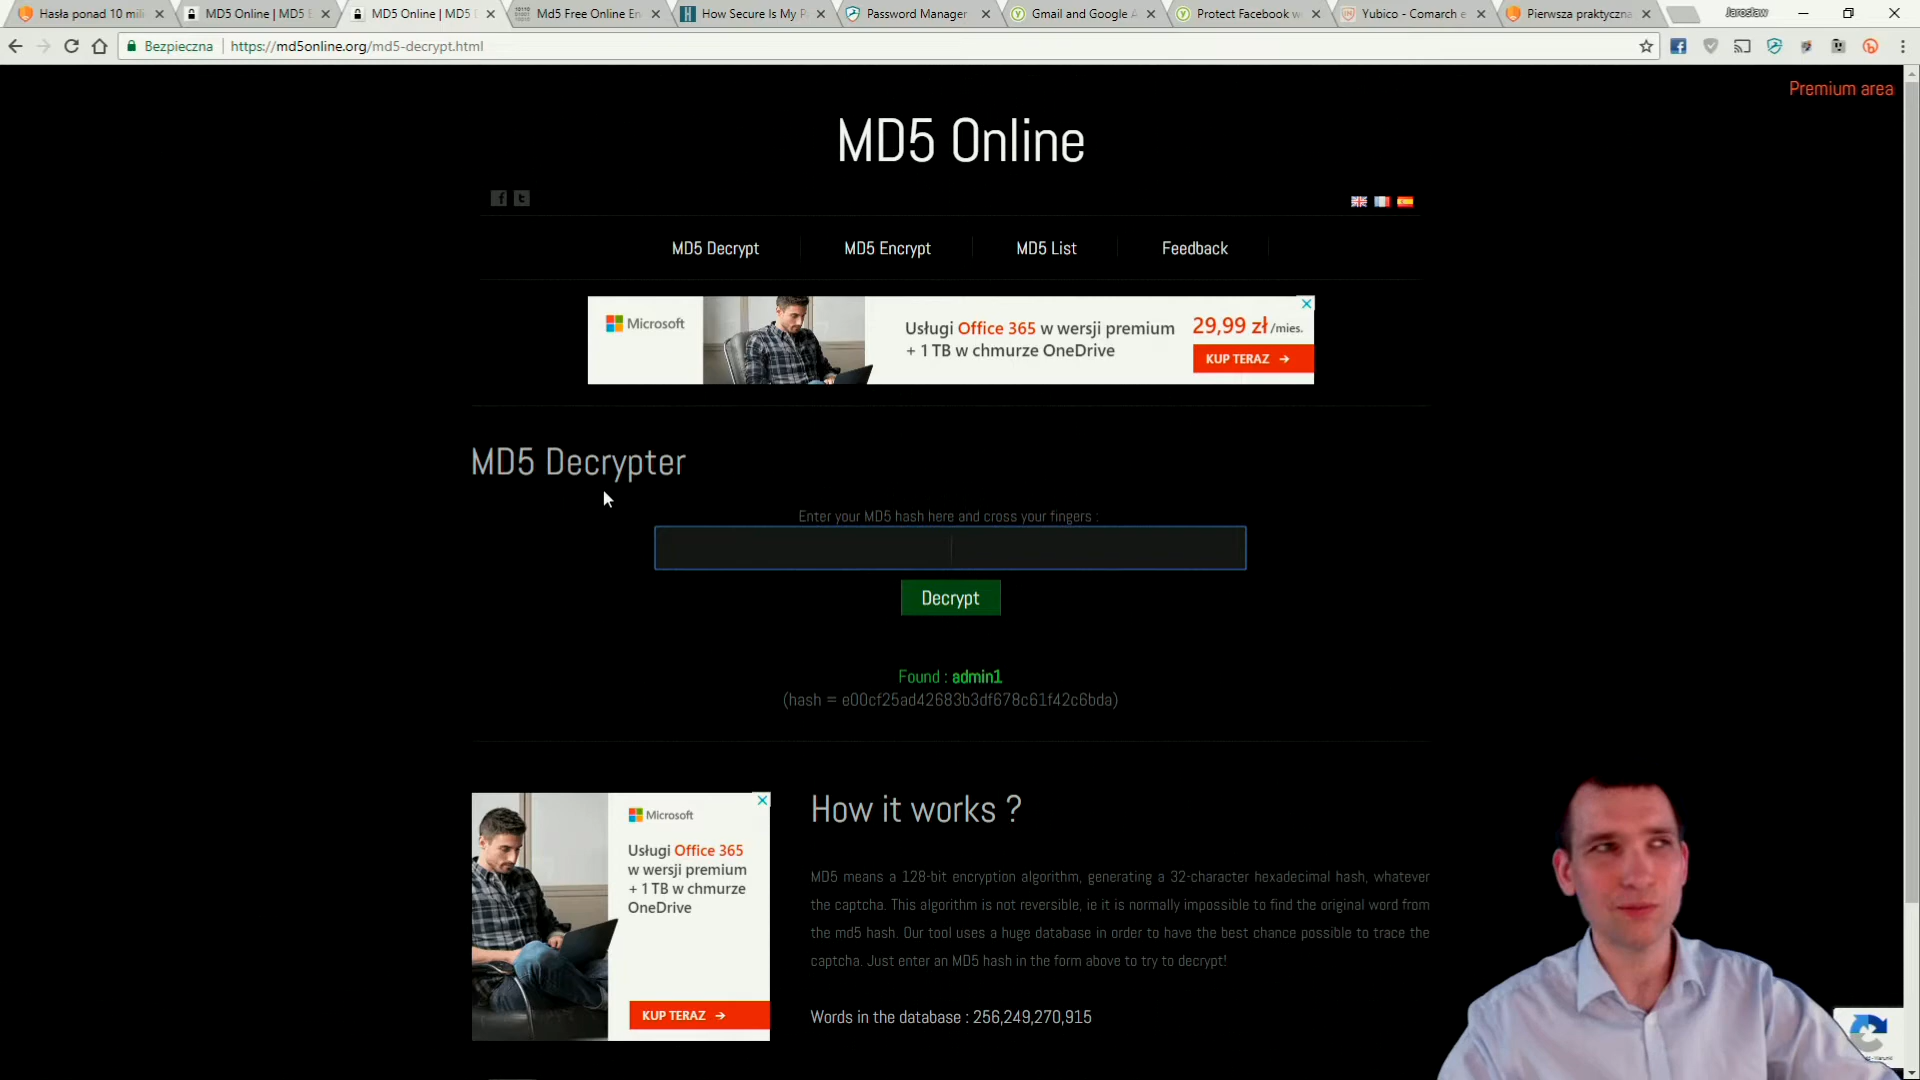 Hasła ponad 10 mili
MD5 Online | MD5 E
MD5 Online | MD5 D
Md5 Free Online En
How Secure Is My P
Password Manager
Gmail and Google A
Protect Facebook w
Yubico - Comarch e
Pierwsza praktyczna
Jarosław
Bezpieczna
https://md5online.org/md5-decrypt.html
Premium area
MD5 Online
MD5 Decrypt
MD5 Encrypt
MD5 List
Feedback
Microsoft
Usługi Office 365 w wersji premium
+ 1 TB w chmurze OneDrive
29,99 zł /mies.
KUP TERAZ →
MD5 Decrypter
Enter your MD5 hash here and cross your fingers :
Decrypt
Found : admin1
(hash = e00cf25ad42683b3df678c61f42c6bda)
Microsoft
Usługi Office 365
w wersji premium
+ 1 TB w chmurze
OneDrive
KUP TERAZ →
How it works ?
MD5 means a 128-bit encryption algorithm, generating a 32-character hexadecimal hash, whatever
the captcha. This algorithm is not reversible, ie it is normally impossible to find the original word from
the md5 hash. Our tool uses a huge database in order to have the best chance possible to trace the
captcha. Just enter an MD5 hash in the form above to try to decrypt!
Words in the database : 256,249,270,915